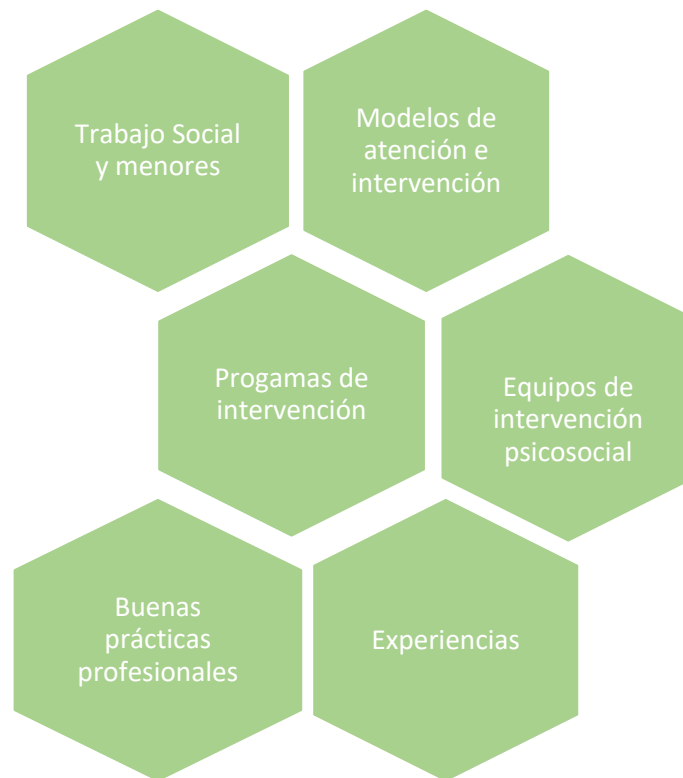 Trabajo Social
y menores
Modelos de
atención e
intervención
Progamas de
intervención
Equipos de
intervención
psicosocial
Buenas
prácticas
profesionales
Experiencias